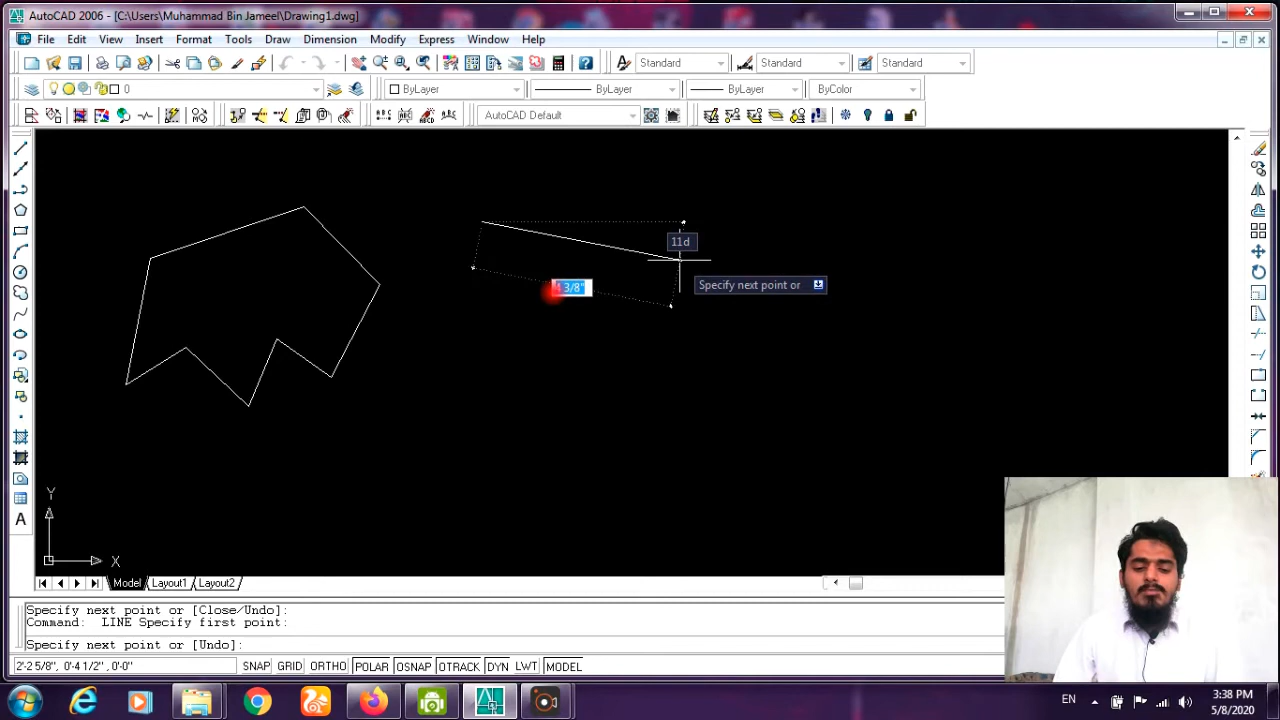 AutoCAD 2006 - [C:\Users\Muhammad Bin Jameel\Drawing1.dwg]
File Edit View Insert Format Tools Draw Dimension Modify Express Window Help
Standard Standard Standard
0 ByLayer ByLayer ByLayer ByColor
AutoCAD Default
11d
3/8"
Specify next point or
Y
X
A
Model Layout1 Layout2
Specify next point or [Close/Undo]:
Command: LINE Specify first point:
Specify next point or [Undo]:
2'-2 5/8", 0'-4 1/2", 0'-0" SNAP GRID ORTHO POLAR OSNAP OTRACK DYN LWT MODEL
EN 3:38 PM
5/8/2020